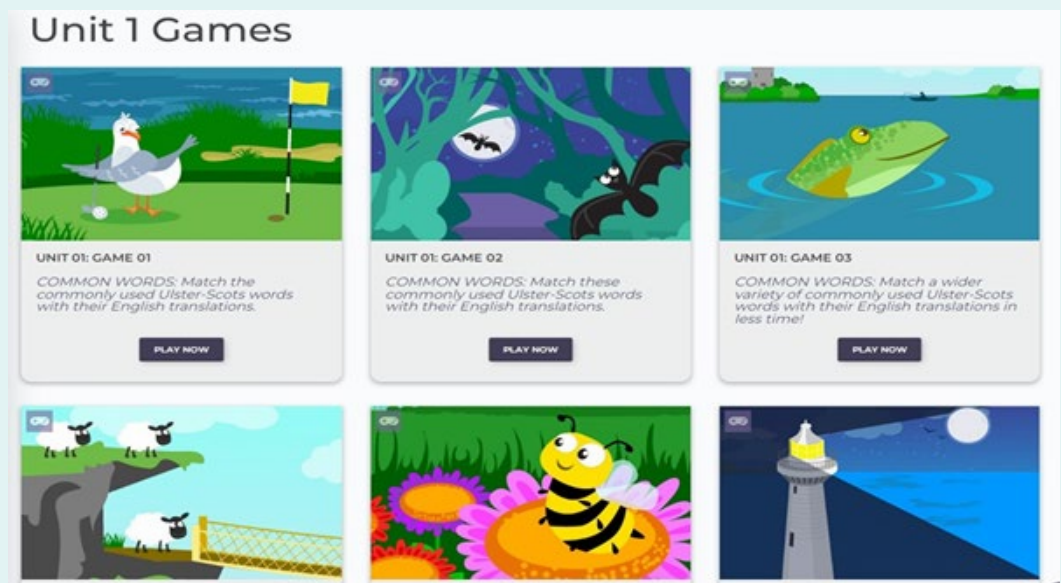 Unit 1 Games
UNIT 01: GAME 01
COMMON WORDS: Match the
commonly used Ulster-Scots words
with their English translations.
PLAY NOW
UNIT 01: GAME 02
COMMON WORDS: Match these
commonly used Ulster-Scots words
with their English translations.
PLAY NOW
UNIT 01: GAME 03
COMMON WORDS: Match a wider
variety of commonly used Ulster-Scots
words with their English translations in
less time!
PLAY NOW